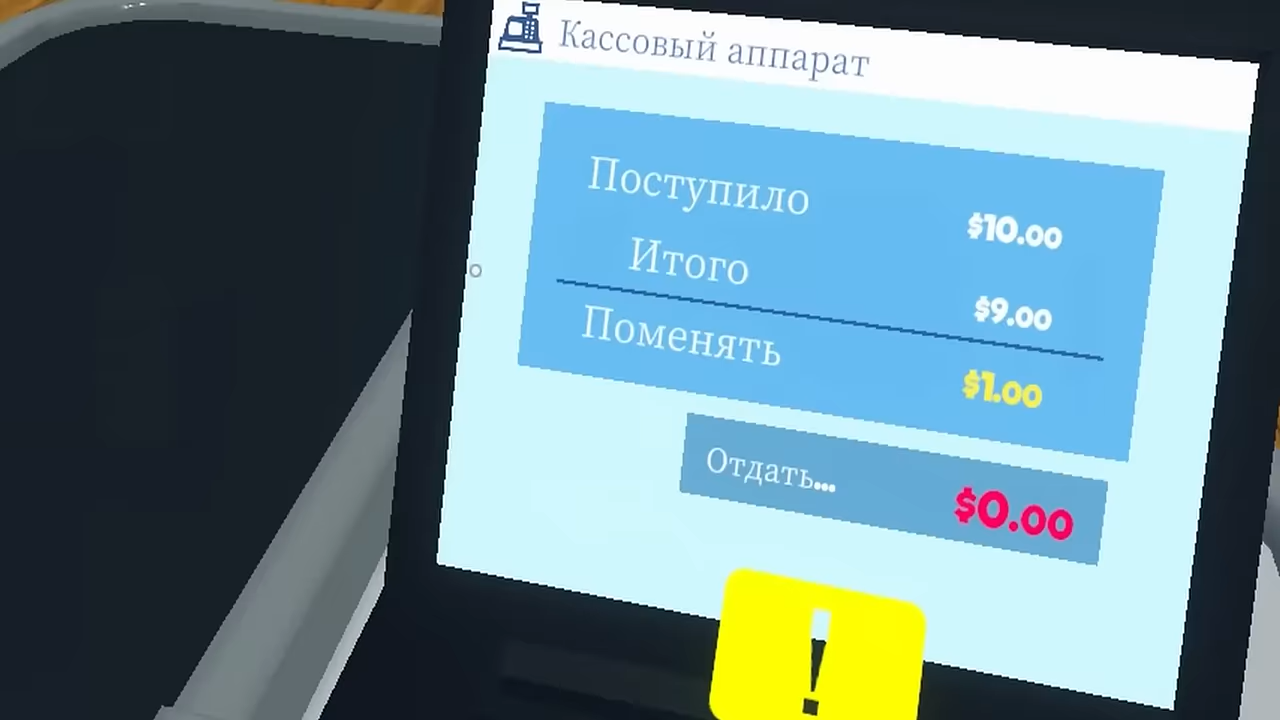 Кассовый аппарат
Поступило $10.00
Итого $9.00
Поменять $1.00
Отдать... $0.00
!